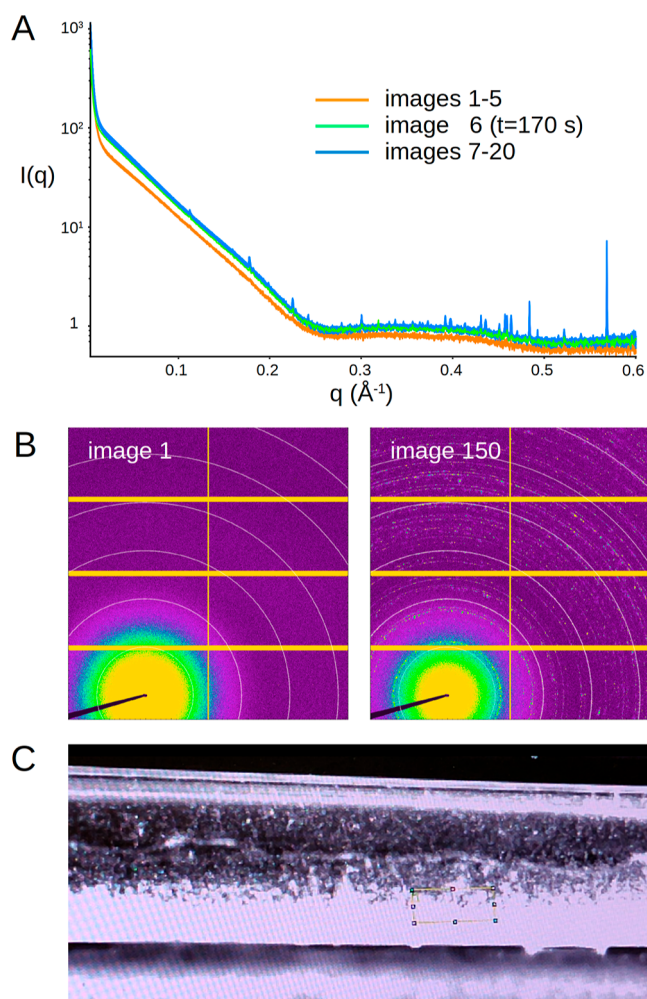 A
10³
10²
10¹
1
I(q)
images 1-5
image 6 (t=170 s)
images 7-20
0.1 0.2 0.3 0.4 0.5 0.6
q (Å⁻¹)
B
image 1
image 150
C